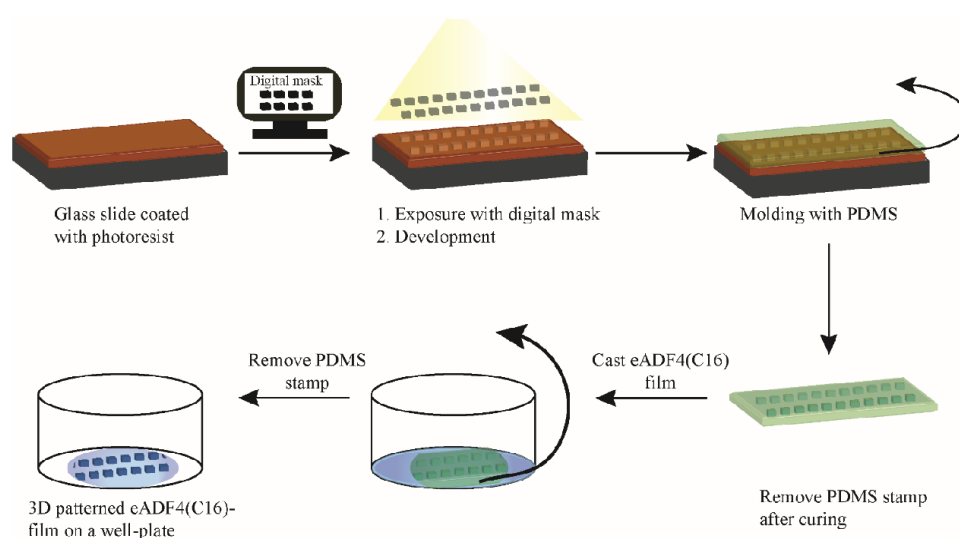 Digital mask
Glass slide coated
with photoresist
1. Exposure with digital mask
2. Development
Molding with PDMS
Remove PDMS
stamp
Cast eADF4(C16)
film
3D patterned eADF4(C16)-
film on a well-plate
Remove PDMS stamp
after curing